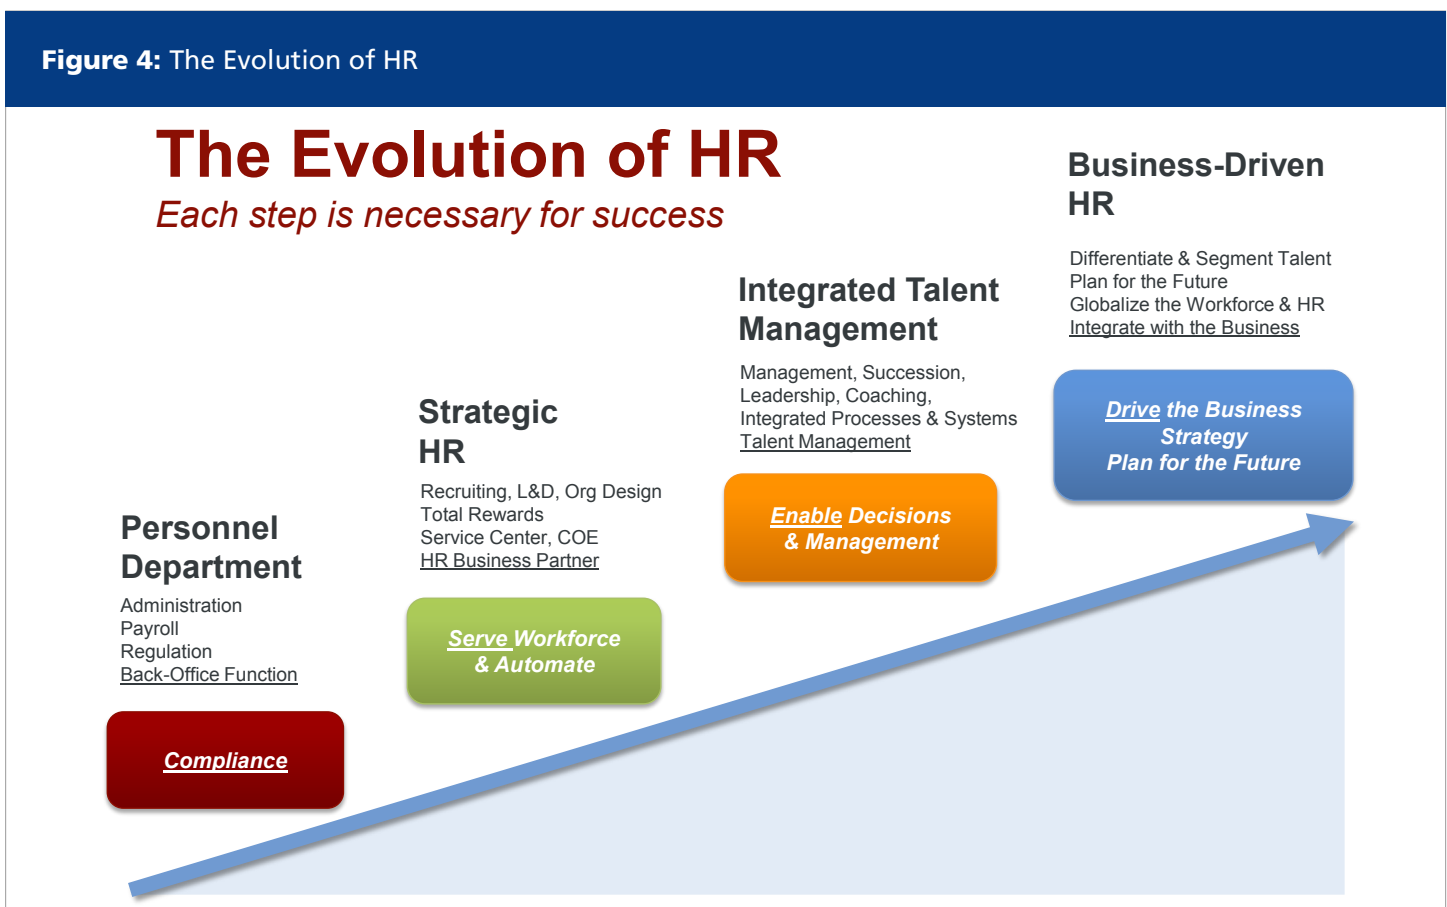 Figure 4: The Evolution of HR
The Evolution of HR
Each step is necessary for success
Personnel
Department
Administration
Payroll
Regulation
Back-Office Function
Compliance
Strategic
HR
Recruiting, L&D, Org Design
Total Rewards
Service Center, COE
HR Business Partner
Serve Workforce
& Automate
Integrated Talent
Management
Management, Succession,
Leadership, Coaching,
Integrated Processes & Systems
Talent Management
Enable Decisions
& Management
Business-Driven
HR
Differentiate & Segment Talent
Plan for the Future
Globalize the Workforce & HR
Integrate with the Business
Drive the Business
Strategy
Plan for the Future